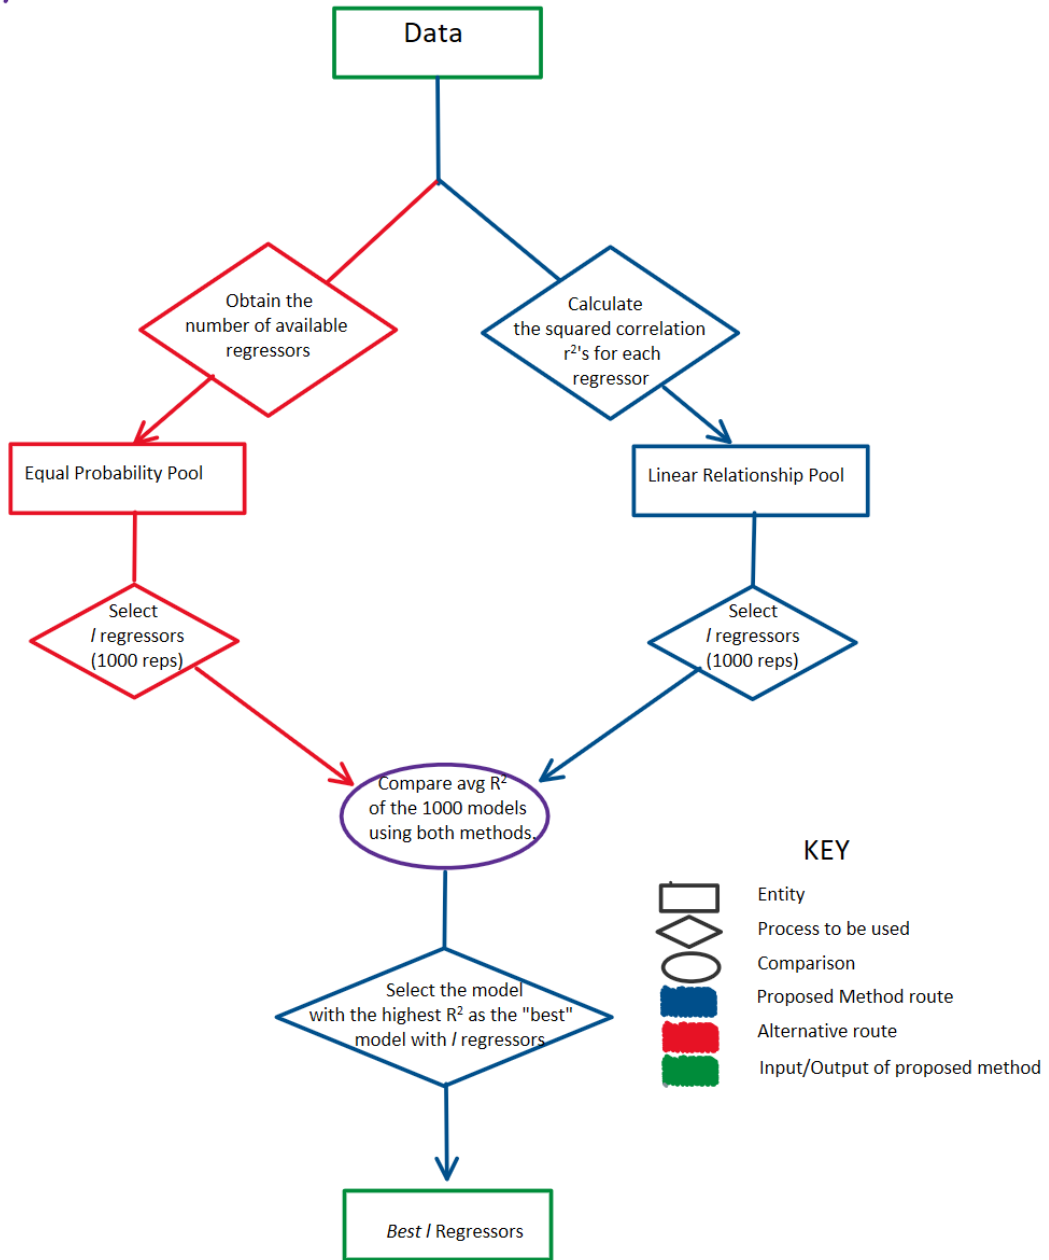 Data
Obtain the
number of available
regressors
Calculate
the squared correlation
r²'s for each
regressor
Equal Probability Pool
Linear Relationship Pool
Select
l regressors
(1000 reps)
Select
l regressors
(1000 reps)
Compare avg R²
of the 1000 models
using both methods.
Select the model
with the highest R² as the "best"
model with l regressors
Best l Regressors
KEY
Entity
Process to be used
Comparison
Proposed Method route
Alternative route
Input/Output of proposed method